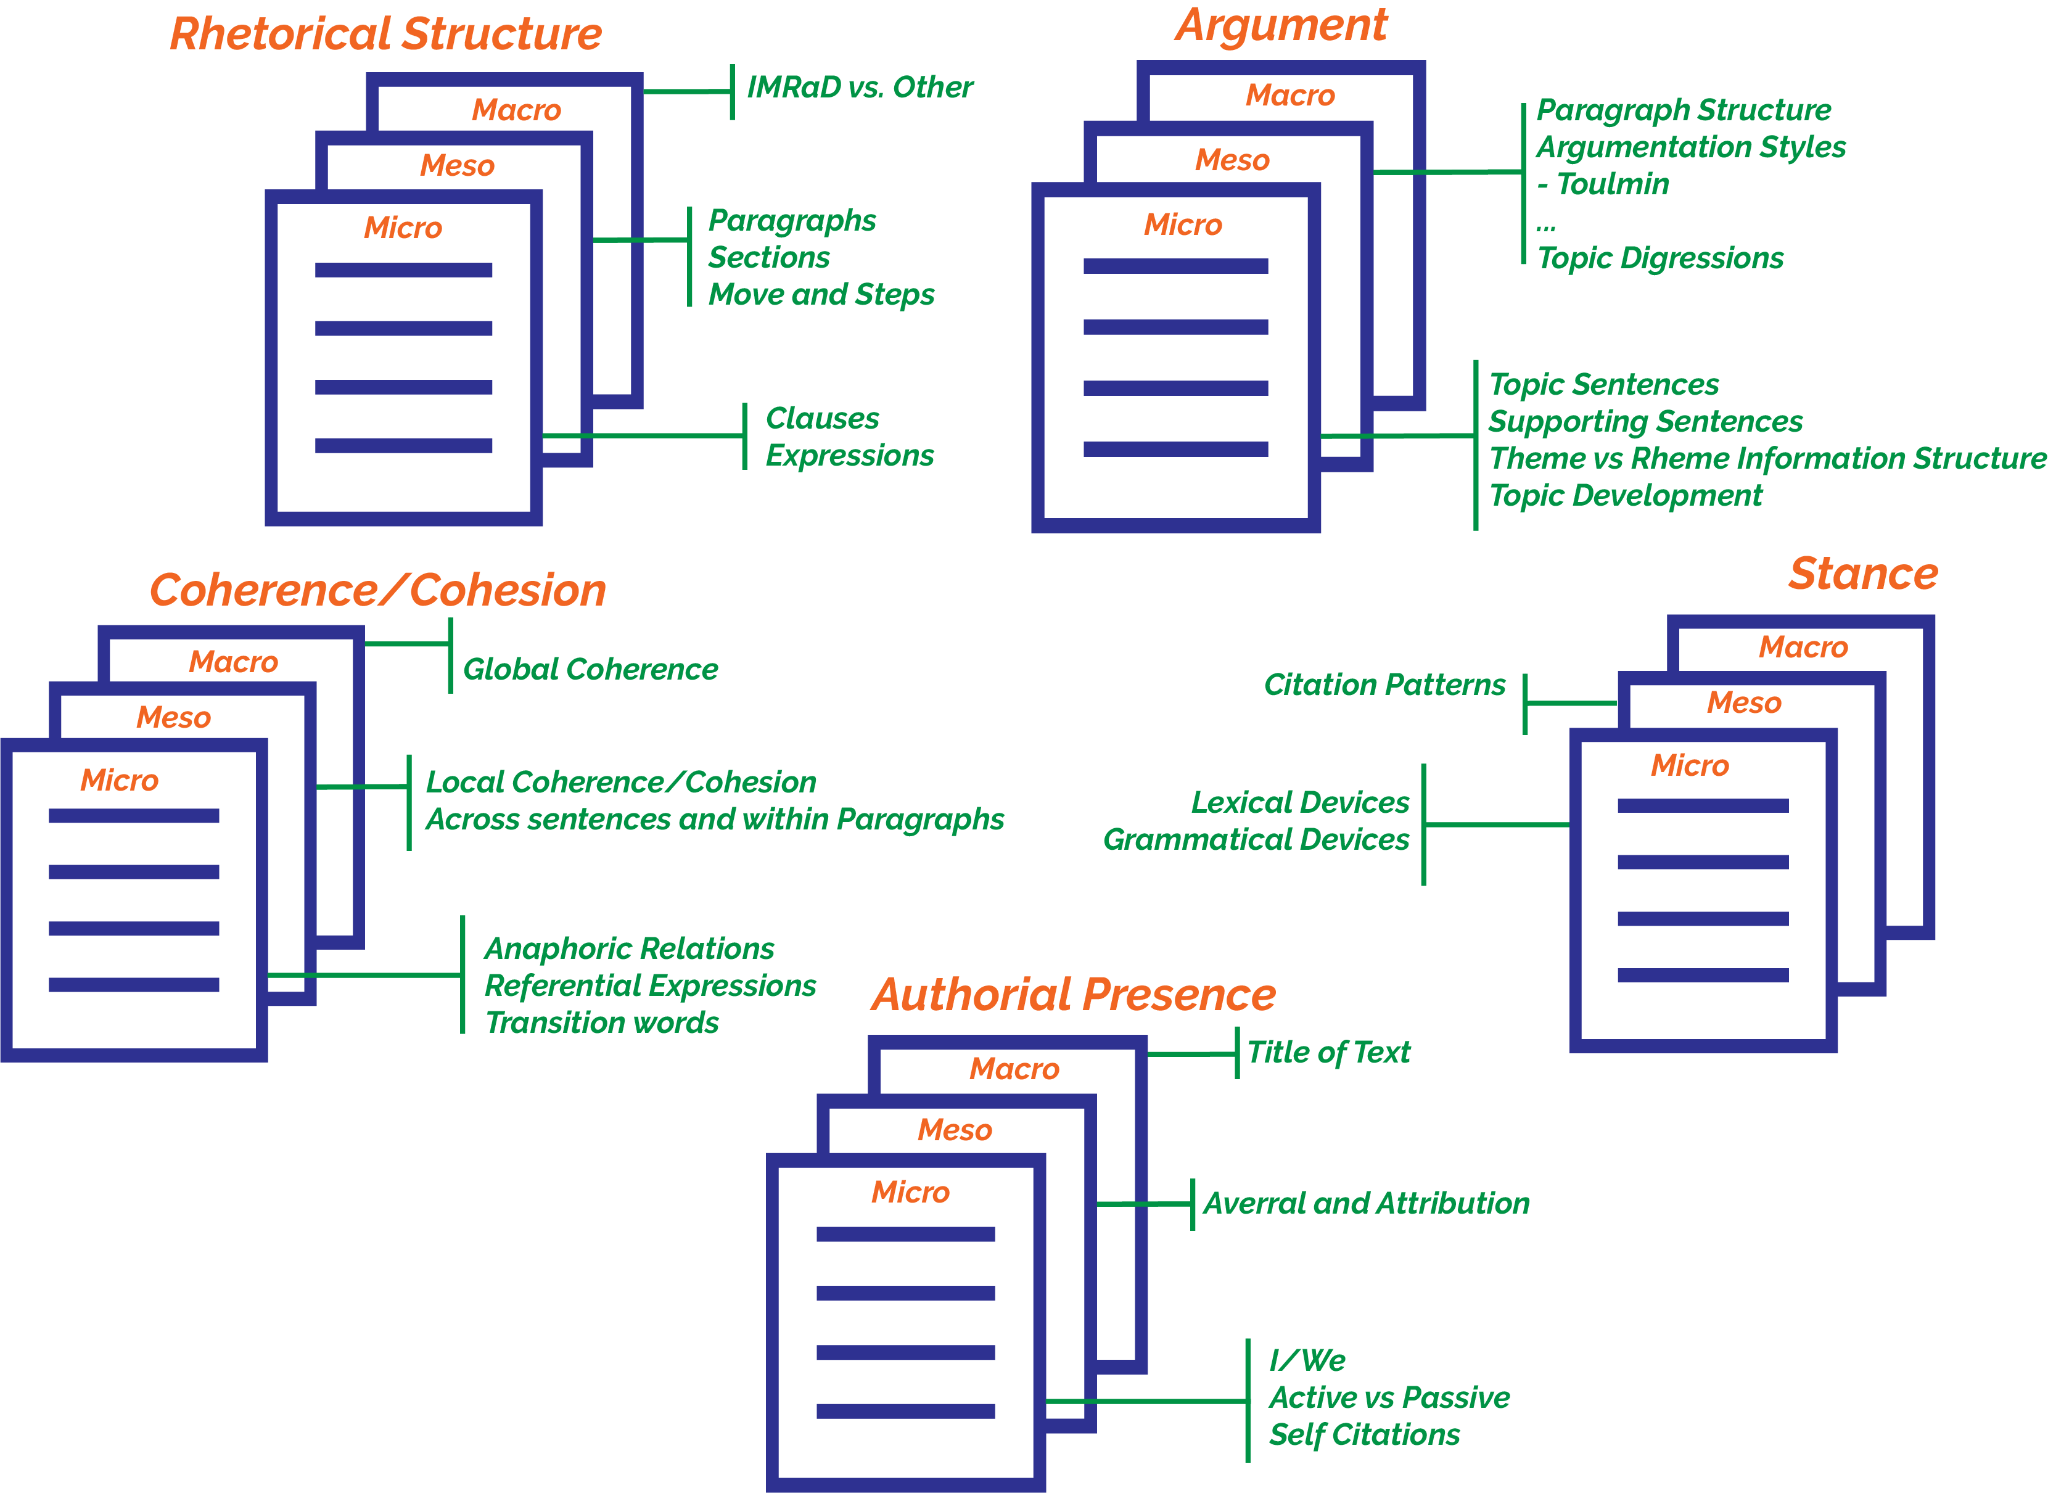 Rhetorical Structure
Macro
Meso
Micro
IMRaD vs. Other
Paragraphs
Sections
Move and Steps
Clauses
Expressions
Argument
Macro
Meso
Micro
Paragraph Structure
Argumentation Styles
- Toulmin
...
Topic Digressions
Topic Sentences
Supporting Sentences
Theme vs Rheme Information Structure
Topic Development
Coherence/Cohesion
Macro
Meso
Micro
Global Coherence
Local Coherence/Cohesion
Across sentences and within Paragraphs
Anaphoric Relations
Referential Expressions
Transition words
Stance
Macro
Meso
Micro
Citation Patterns
Lexical Devices
Grammatical Devices
Authorial Presence
Macro
Meso
Micro
Title of Text
Averral and Attribution
I/We
Active vs Passive
Self Citations